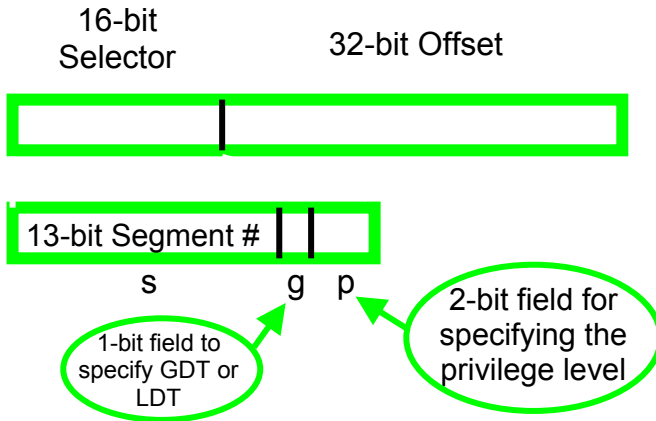 16-bit
Selector
32-bit Offset
13-bit Segment #
s
g
p
1-bit field to
specify GDT or
LDT
2-bit field for
specifying the
privilege level